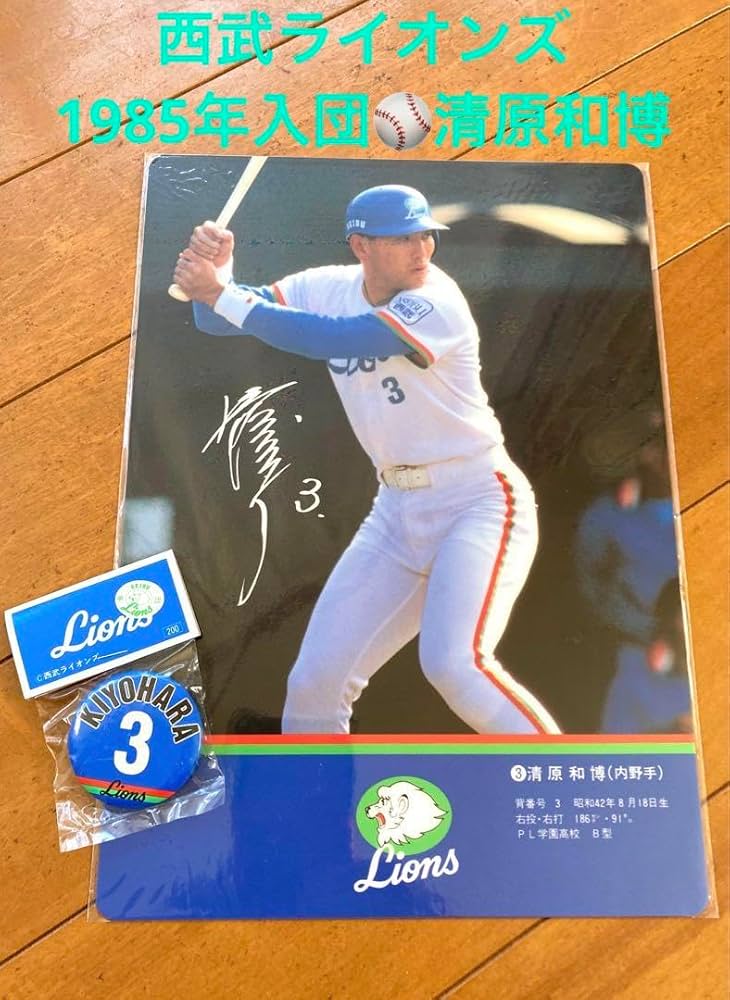 西武ライオンズ
1985年入団⚾清原和博
SEIBU
Lions
3
3.
Lions
200
©西武ライオンズ
KIYOHARA
3
Lions
❸清原和博(内野手)
背番号 3 昭和42年8月18日生
右投・右打 186㌢・91㌔
PL学園高校 B型
Lions